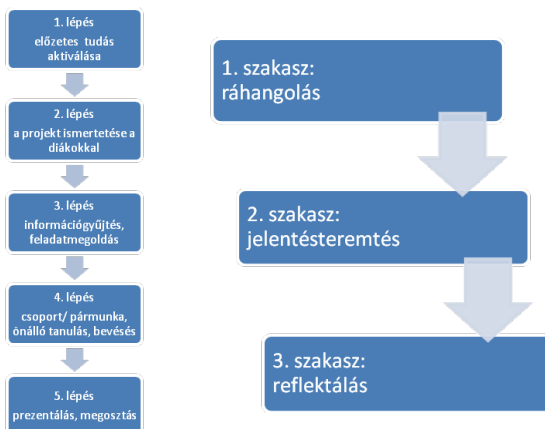 1. lépés
előzetes tudás
aktiválása
2. lépés
a projekt ismertetése a
diákokkal
3. lépés
információgyűjtés,
feladatmegoldás
4. lépés
csoport/ pármunka,
önálló tanulás, bevésés
5. lépés
prezentálás, megosztás
1. szakasz:
ráhangolás
2. szakasz:
jelentésteremtés
3. szakasz:
reflektálás